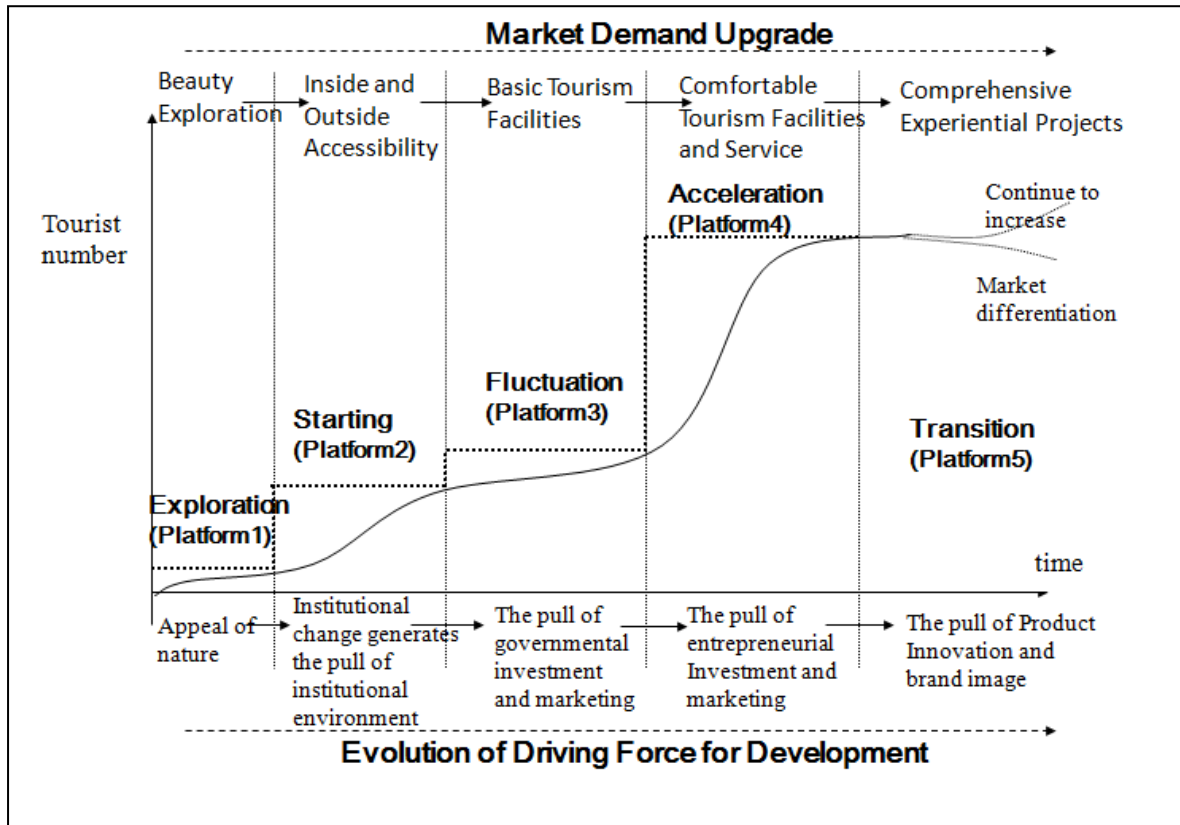 Market Demand Upgrade
Beauty
Exploration
Inside and
Outside
Accessibility
Basic Tourism
Facilities
Comfortable
Tourism Facilities
and Service
Comprehensive
Experiential Projects
Tourist
number
Acceleration
(Platform4)
Continue to
increase
Market
differentiation
Fluctuation
(Platform3)
Starting
(Platform2)
Transition
(Platform5)
Exploration
(Platform1)
time
Appeal of
nature
Institutional
change generates
the pull of
institutional
environment
The pull of
governmental
investment
and marketing
The pull of
entrepreneurial
Investment and
marketing
The pull of Product
Innovation and
brand image
Evolution of Driving Force for Development